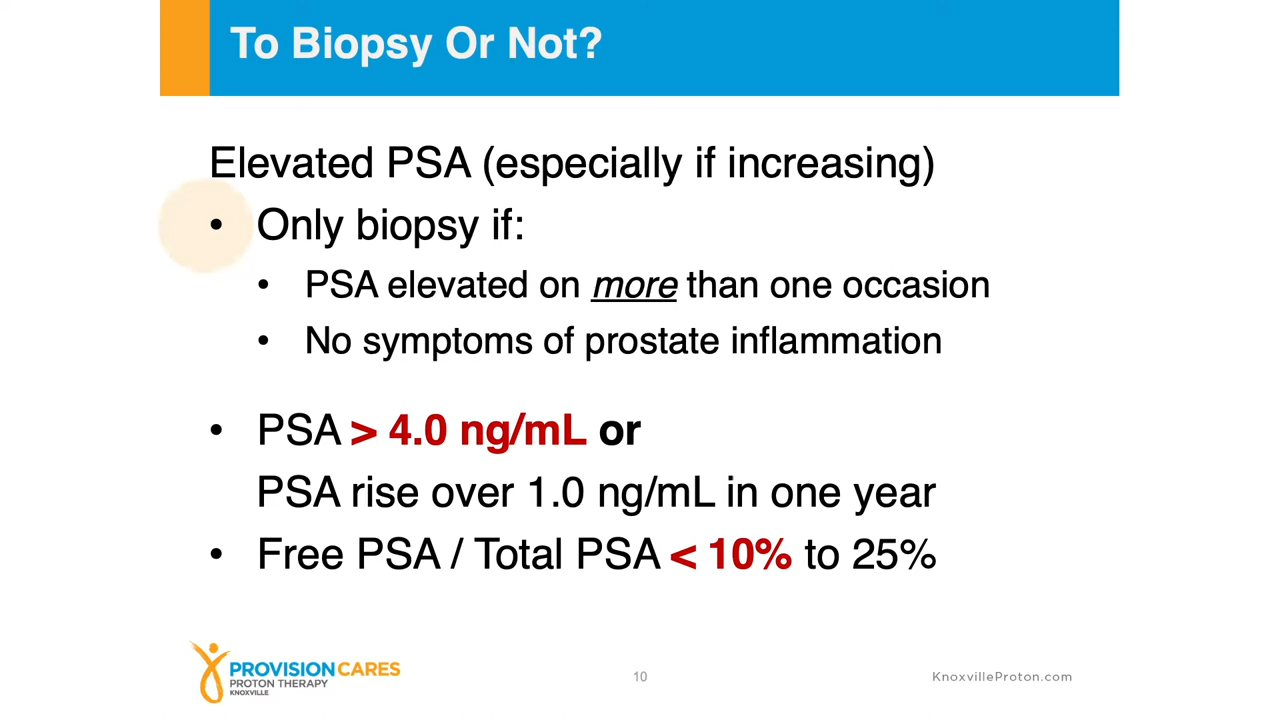 To Biopsy Or Not?
Elevated PSA (especially if increasing)
• Only biopsy if:
• PSA elevated on more than one occasion
• No symptoms of prostate inflammation
• PSA > 4.0 ng/mL or
PSA rise over 1.0 ng/mL in one year
• Free PSA / Total PSA < 10% to 25%
PROVISION CARES
PROTON THERAPY
KNOXVILLE
10
KnoxvilleProton.com